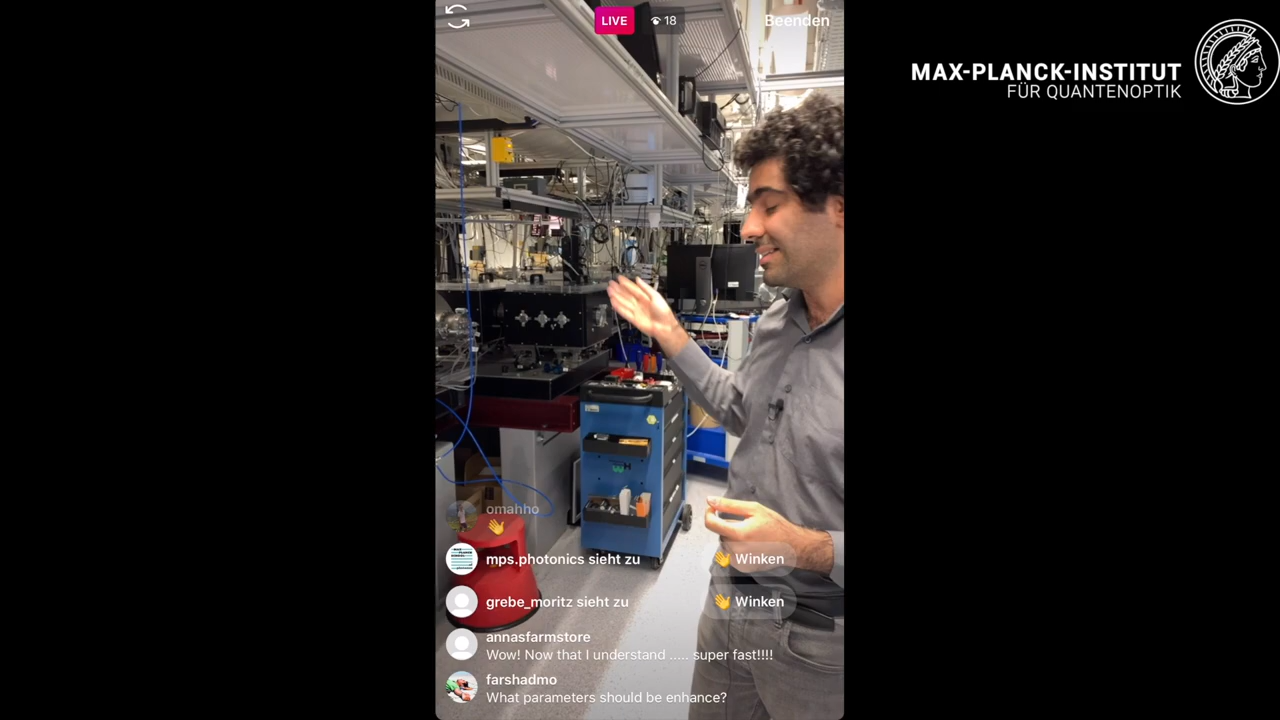 LIVE
18
Beenden
MAX-PLANCK-INSTITUT
FÜR QUANTENOPTIK
omahho
mps.photonics sieht zu
Winken
grebe_moritz sieht zu
Winken
annasfarmstore
Wow! Now that I understand ..... super fast!!!!
farshadmo
What parameters should be enhance?